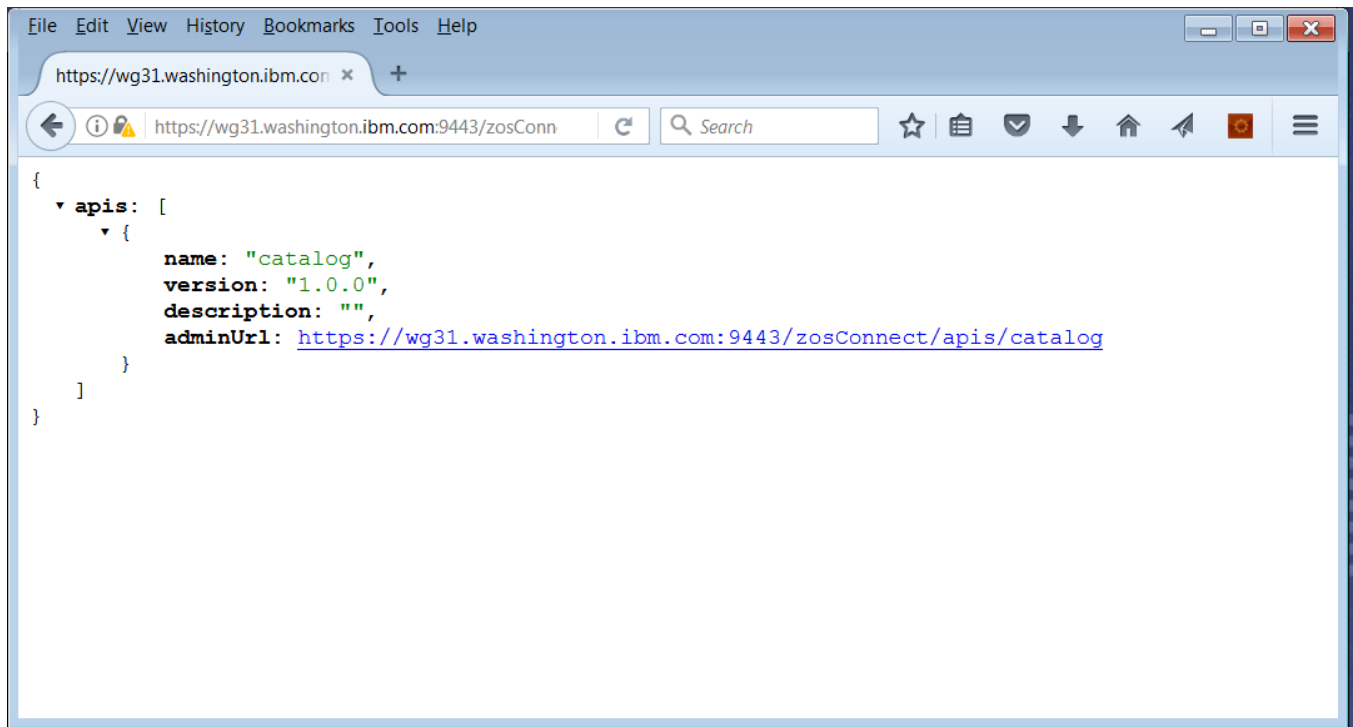 File Edit View History Bookmarks Tools Help
https://wg31.washington.ibm.con
https://wg31.washington.ibm.com:9443/zosConn
Search
{
apis: [
{
name: "catalog",
version: "1.0.0",
description: "",
adminUrl: https://wg31.washington.ibm.com:9443/zosConnect/apis/catalog
}
]
}